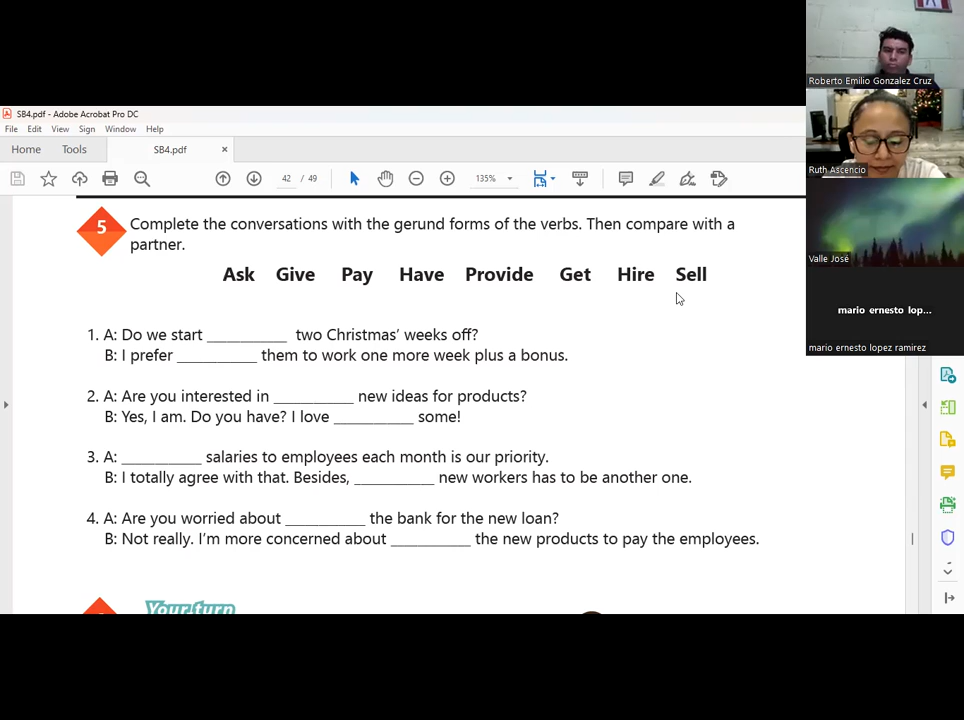 SB4.pdf - Adobe Acrobat Pro DC
File Edit View Sign Window Help
Home Tools SB4.pdf ×
42 / 49 135%
5 Complete the conversations with the gerund forms of the verbs. Then compare with a
partner.
Ask Give Pay Have Provide Get Hire Sell
1. A: Do we start __________ two Christmas’ weeks off?
B: I prefer __________ them to work one more week plus a bonus.
2. A: Are you interested in __________ new ideas for products?
B: Yes, I am. Do you have? I love __________ some!
3. A: __________ salaries to employees each month is our priority.
B: I totally agree with that. Besides, __________ new workers has to be another one.
4. A: Are you worried about __________ the bank for the new loan?
B: Not really. I’m more concerned about __________ the new products to pay the employees.
Your turn
Roberto Emilio Gonzalez Cruz
Ruth Ascencio
Valle José
mario ernesto lop...
mario ernesto lopez ramirez